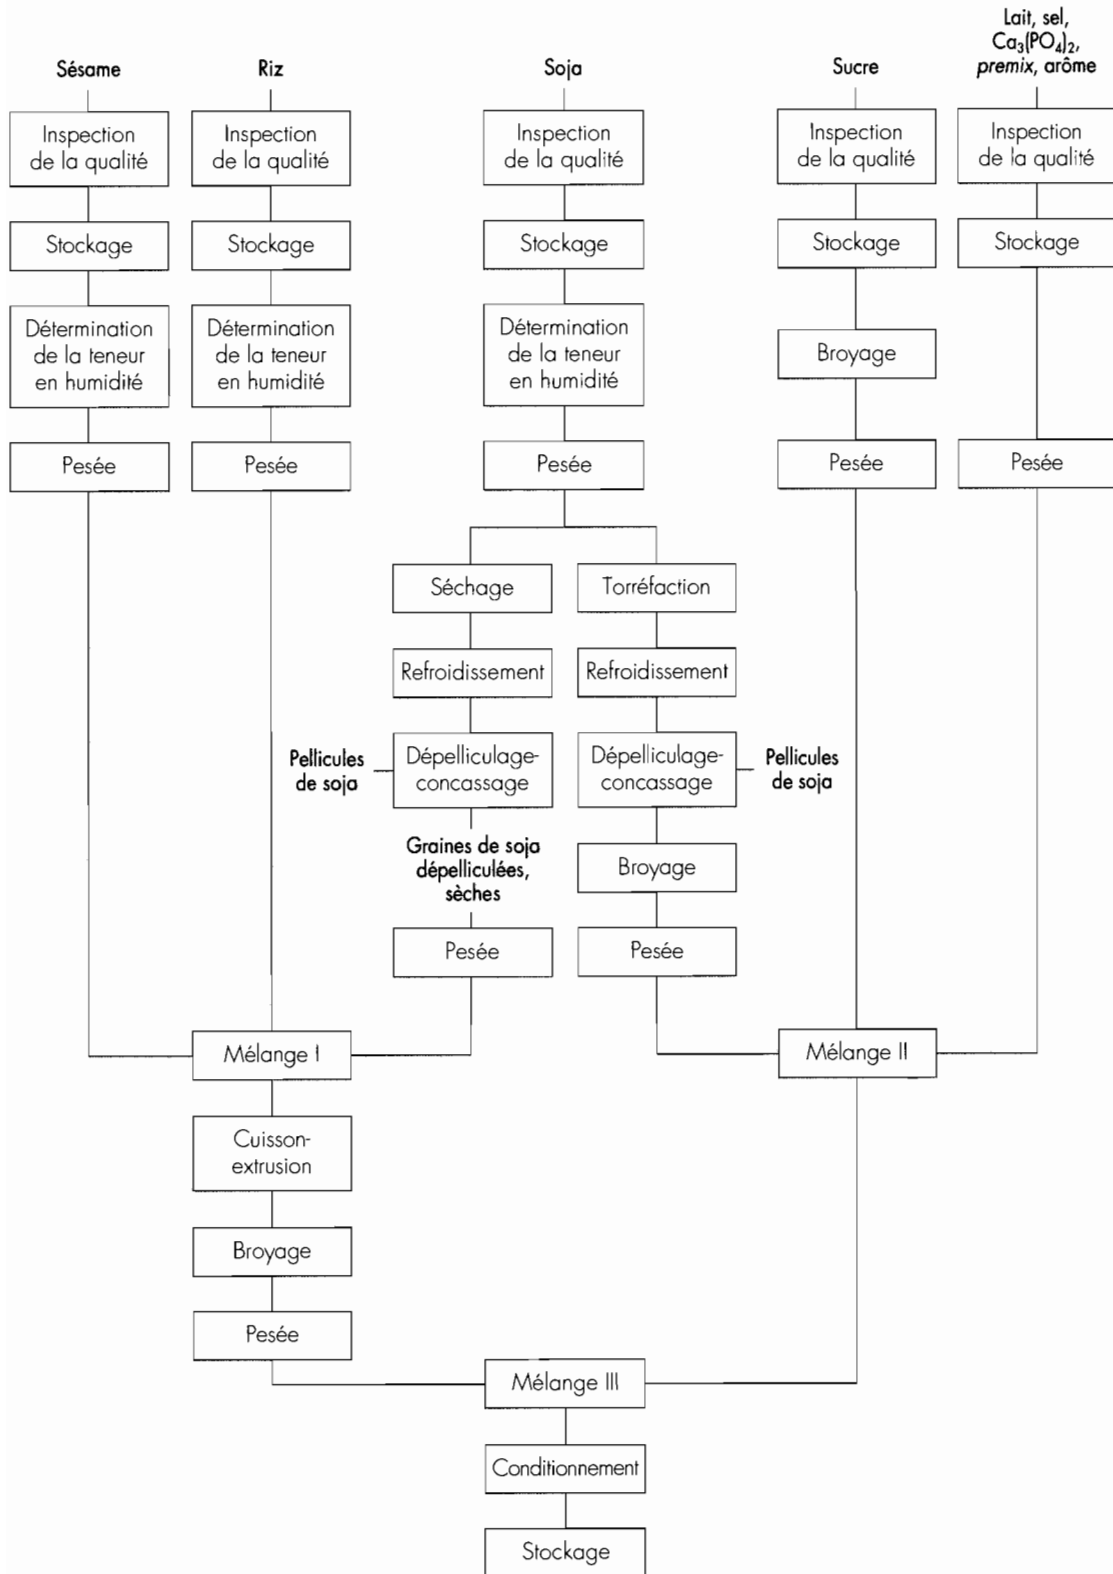 Lait, sel,
Ca₃(PO₄)₂,
premix, arôme
Sésame
Riz
Soja
Sucre
Inspection
de la qualité
Inspection
de la qualité
Inspection
de la qualité
Inspection
de la qualité
Inspection
de la qualité
Stockage
Stockage
Stockage
Stockage
Stockage
Détermination
de la teneur
en humidité
Détermination
de la teneur
en humidité
Détermination
de la teneur
en humidité
Broyage
Pesée
Pesée
Pesée
Pesée
Pesée
Séchage
Torréfaction
Refroidissement
Refroidissement
Pellicules
de soja
Dépelliculage-
concassage
Dépelliculage-
concassage
Pellicules
de soja
Graines de soja
dépelliculées,
sèches
Broyage
Pesée
Pesée
Mélange I
Mélange II
Cuisson-
extrusion
Broyage
Pesée
Mélange III
Conditionnement
Stockage